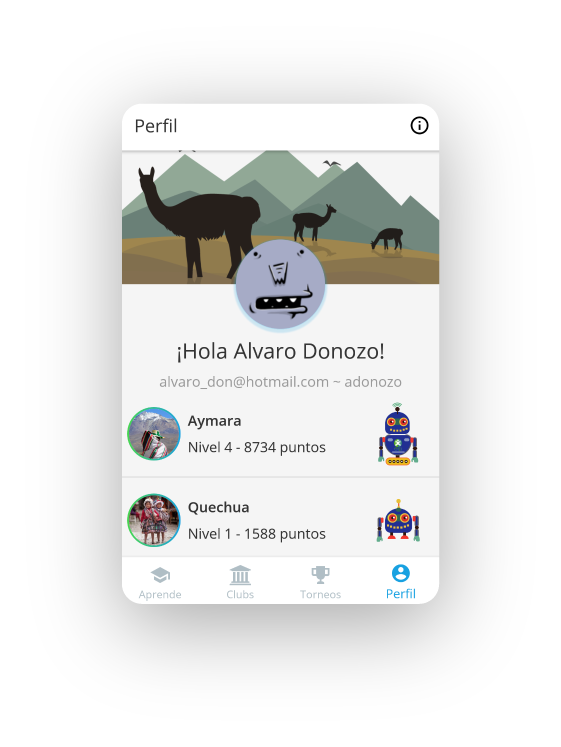 Perfil
¡Hola Alvaro Donozo!
alvaro_don@hotmail.com ~ adonozo
Aymara
Nivel 4 - 8734 puntos
Quechua
Nivel 1 - 1588 puntos
Aprende Clubs Torneos Perfil